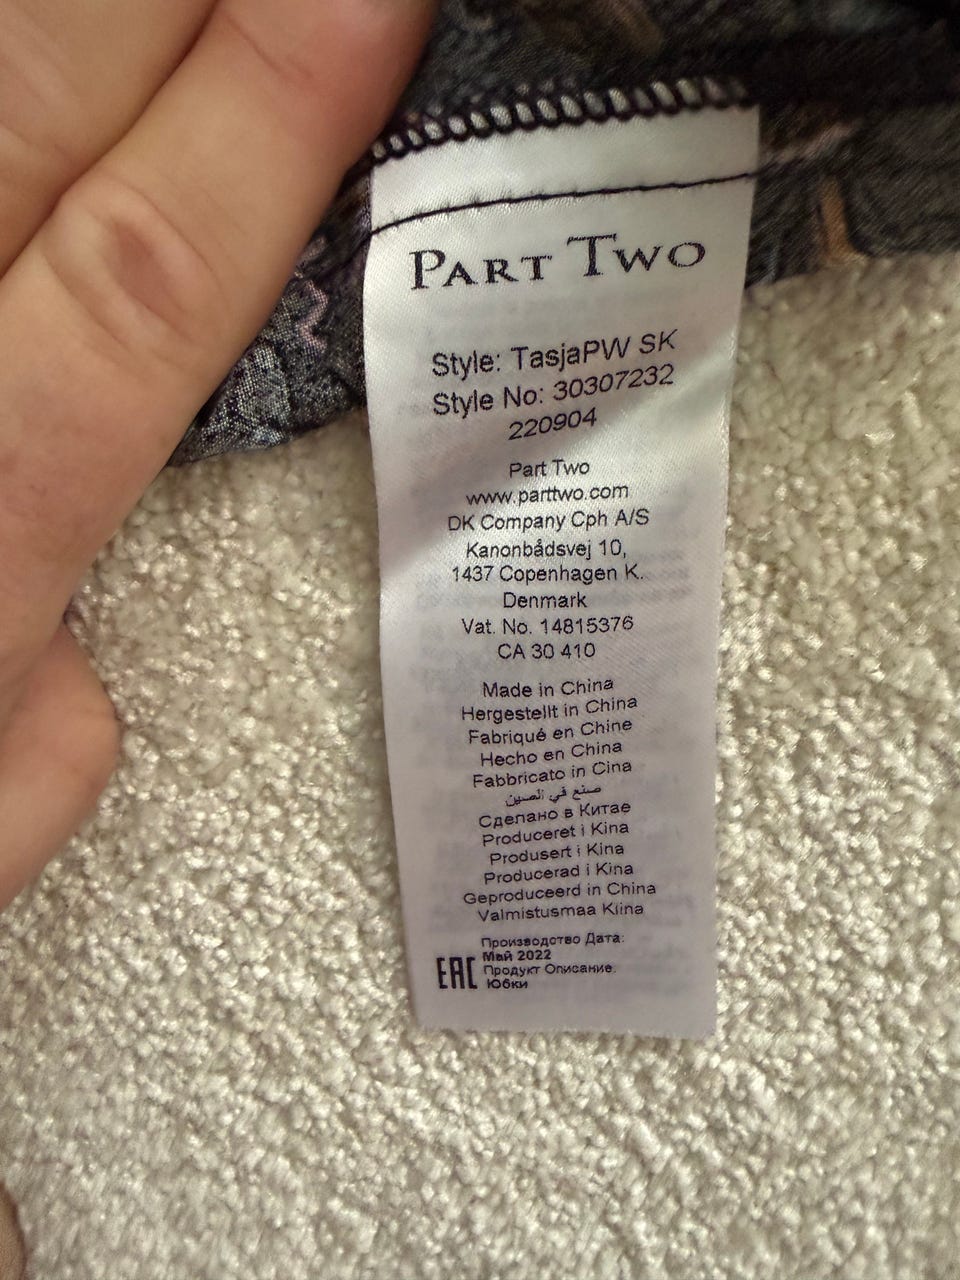 PART TWO
Style: TasjaPW SK
Style No: 30307232
220904
Part Two
www.parttwo.com
DK Company Cph A/S
Kanonbådsvej 10,
1437 Copenhagen K.
Denmark
Vat. No. 14815376
CA 30 410
Made in China
Hergestellt in China
Fabriqué en Chine
Hecho en China
Fabbricato in Cina
صنع في الصين
Сделано в Китае
Produceret i Kina
Produsert i Kina
Producerad i Kina
Geproduceerd in China
Valmistusmaa Kiina
Производство Дата:
Май 2022
EAC Продукт Описание.
Юбки